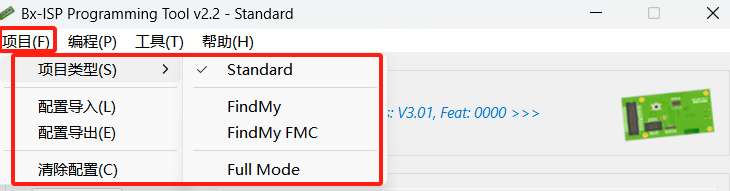 Bx-ISP Programming Tool v2.2 - Standard
项目(F) 编程(P) 工具(T) 帮助(H)
项目类型(S)
配置导入(L)
配置导出(E)
清除配置(C)
Standard
FindMy
FindMy FMC
Full Mode
: V3.01, Feat: 0000 >>>